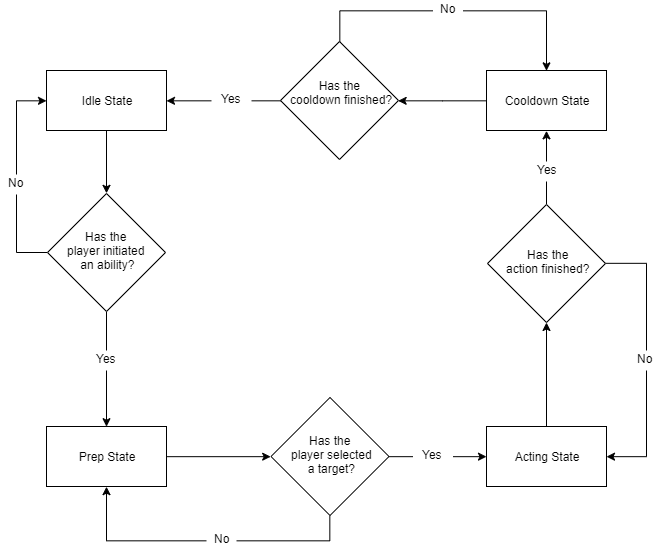 No
Has the
cooldown finished?
Idle State
Yes
Cooldown State
No
Yes
Has the
player initiated
an ability?
Has the
action finished?
Yes
No
Has the
player selected
a target?
Prep State
Yes
Acting State
No